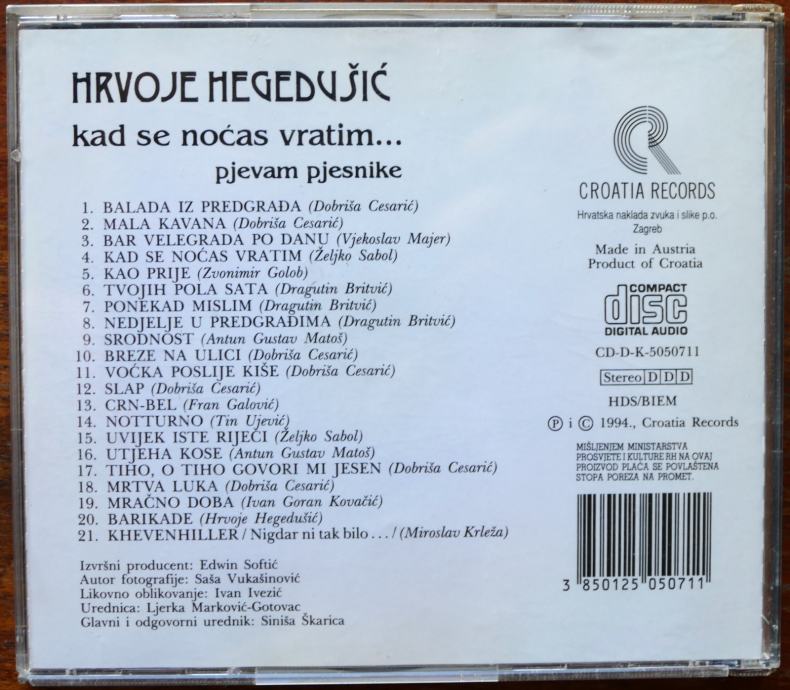 HRVOJE HEGEDUŠIĆ
kad se noćas vratim...
pjevam pjesnike
1. BALADA IZ PREDGRAĐA (Dobriša Cesarić)
2. MALA KAVANA (Dobriša Cesarić)
3. BAR VELEGRADA PO DANU (Vjekoslav Majer)
4. KAD SE NOĆAS VRATIM (Željko Sabol)
5. KAO PRIJE (Zvonimir Golob)
6. TVOJIH POLA SATA (Dragutin Britvić)
7. PONEKAD MISLIM (Dragutin Britvić)
8. NEDJELJE U PREDGRAĐIMA (Dragutin Britvić)
9. SRODNOST (Antun Gustav Matoš)
10. BREZE NA ULICI (Dobriša Cesarić)
11. VOĆKA POSLIJE KIŠE (Dobriša Cesarić)
12. SLAP (Dobriša Cesarić)
13. CRN-BEL (Fran Galović)
14. NOTTURNO (Tin Ujević)
15. UVIJEK ISTE RIJEČI (Željko Sabol)
16. UTJEHA KOSE (Antun Gustav Matoš)
17. TIHO, O TIHO GOVORI MI JESEN (Dobriša Cesarić)
18. MRTVA LUKA (Dobriša Cesarić)
19. MRAČNO DOBA (Ivan Goran Kovačić)
20. BARIKADE (Hrvoje Hegedušić)
21. KHEVENHILLER / Nigdar ni tak bilo . . . ! (Miroslav Krleža)
Izvršni producent: Edwin Softić
Autor fotografije: Saša Vukašinović
Likovno oblikovanje: Ivan Ivezić
Urednica: Ljerka Marković-Gotovac
Glavni i odgovorni urednik: Siniša Škarica
CROATIA RECORDS
Hrvatska naklada zvuka i slike p.o.
Zagreb
Made in Austria
Product of Croatia
COMPACT
disc
DIGITAL AUDIO
CD-D-K-5050711
Stereo D D D
HDS/BIEM
Ⓟ i © 1994., Croatia Records
MIŠLJENJEM MINISTARSTVA
PROSVJETE I KULTURE RH NA OVAJ
PROIZVOD PLAĆA SE POVLAŠTENA
STOPA POREZA NA PROMET.
3 850125 050711